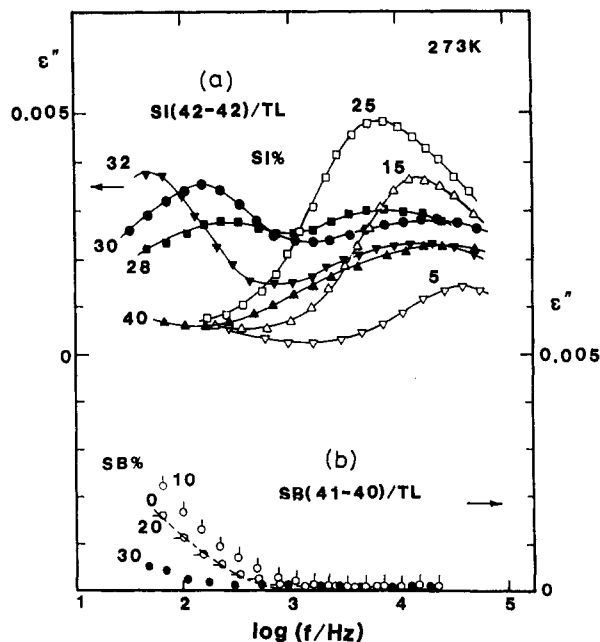 273K
ε″
(a)
SI(42-42)/TL
0.005
25
SI%
15
32
30
28
5
40
ε″
0
0.005
SB%
(b)
10
SB(41-40)/TL
0
20
30
0
1
2
3
4
5
log (f/Hz)